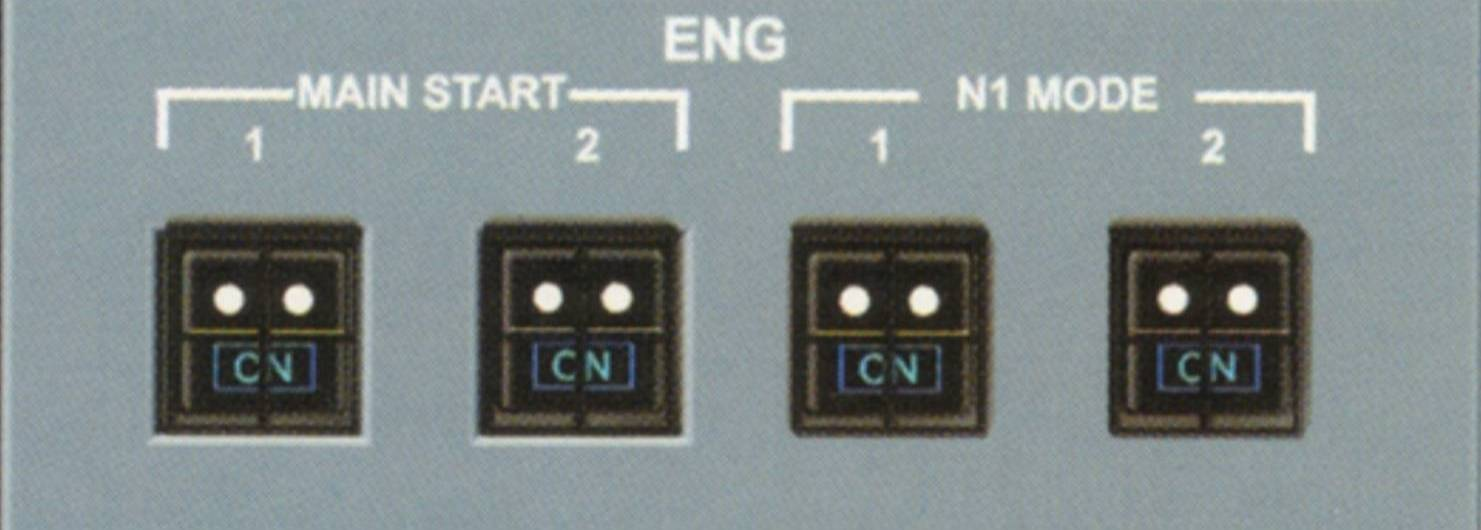 ENG
MAIN START N1 MODE
1 2 1 2
ON ON ON ON